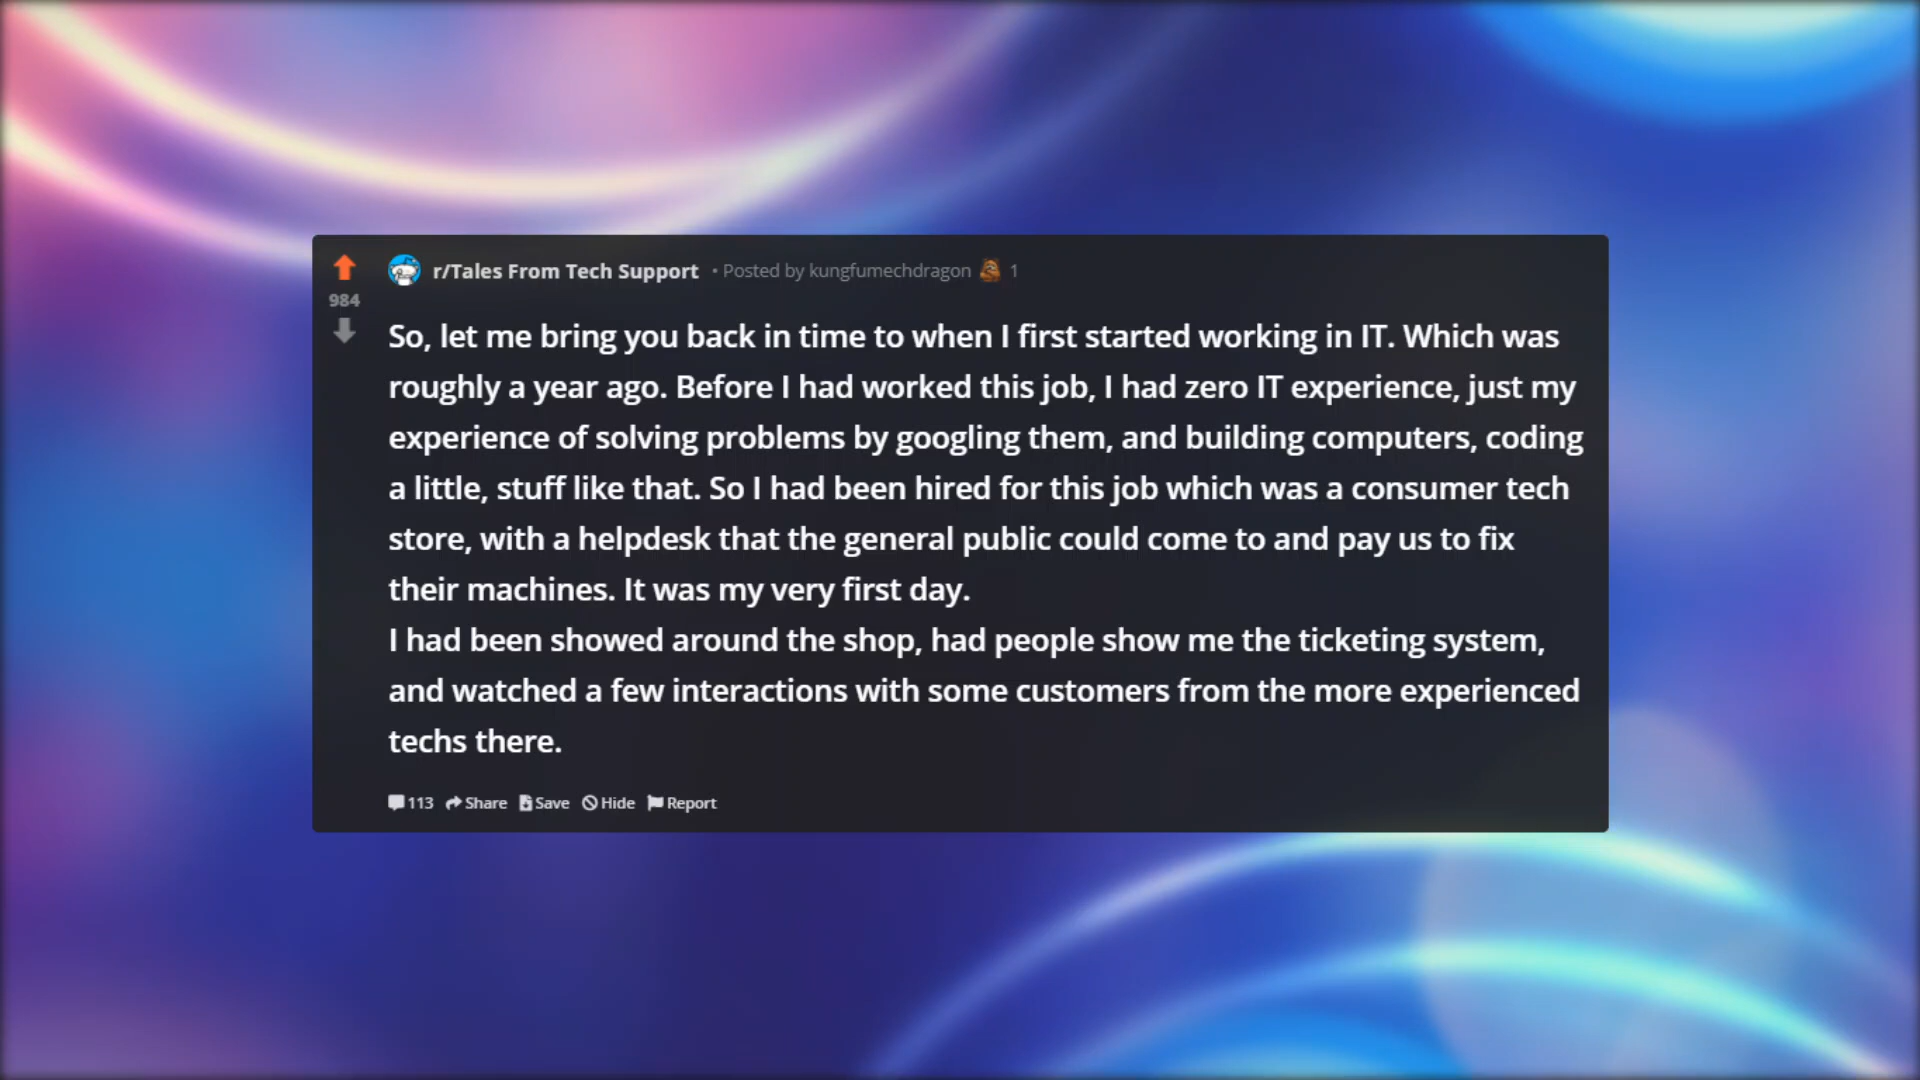 r/Tales From Tech Support • Posted by kungfumechdragon 1
984
So, let me bring you back in time to when I first started working in IT. Which was
roughly a year ago. Before I had worked this job, I had zero IT experience, just my
experience of solving problems by googling them, and building computers, coding
a little, stuff like that. So I had been hired for this job which was a consumer tech
store, with a helpdesk that the general public could come to and pay us to fix
their machines. It was my very first day.
I had been showed around the shop, had people show me the ticketing system,
and watched a few interactions with some customers from the more experienced
techs there.
113 Share Save Hide Report